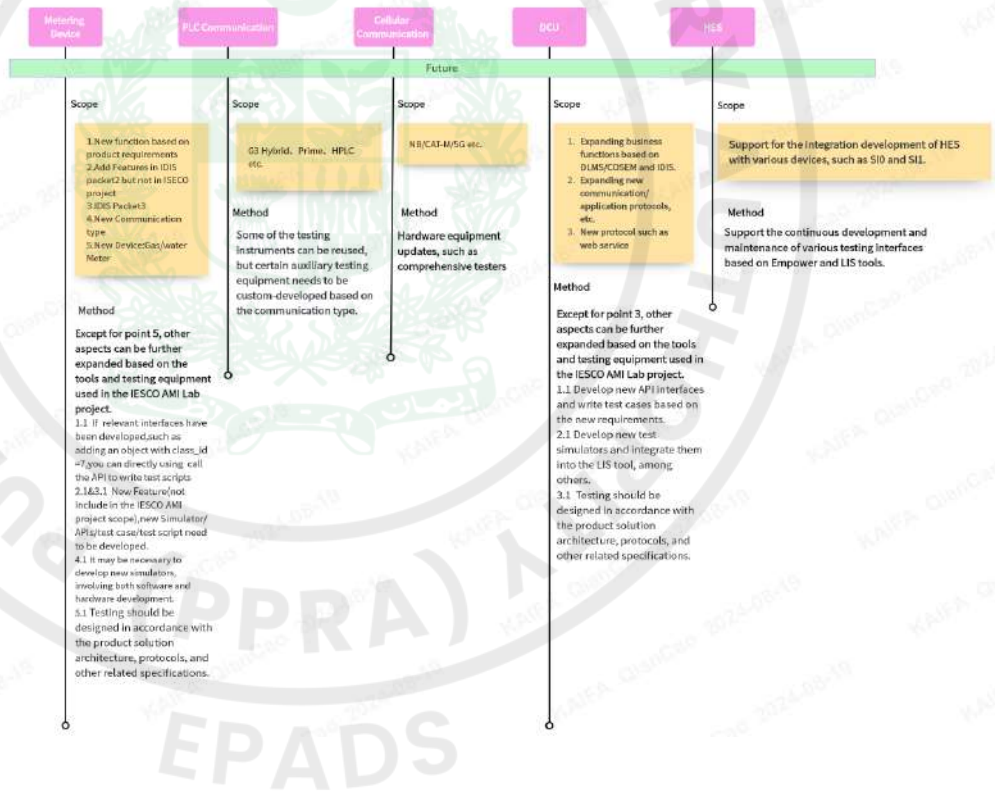 Metering
Device
PLC Communication
Cellular
Communication
DCU
HES
Future
Scope
1.New function based on
product requirements
2.Add Features in IDIS
packet2 but not in ISECO
project
3.IDIS Packet3
4.New Communication
type
5.New Device:Gas/water
Meter
Method
Except for point 5, other
aspects can be further
expanded based on the
tools and testing equipment
used in the IESCO AMI Lab
project.
1.1 If relevant interfaces have
been developed,such as
adding an object with class_id
=7,you can directly using call
the API to write test scripts
2.1&3.1 New Feature(not
include in the IESCO AMI
project scope),new Simulator/
APIs/test case/test script need
to be developed.
4.1 It may be necessary to
develop new simulators,
involving both software and
hardware development.
5.1 Testing should be
designed in accordance with
the product solution
architecture, protocols, and
other related specifications.
Scope
G3 Hybrid、Prime、HPLC
etc.
Method
Some of the testing
instruments can be reused,
but certain auxiliary testing
equipment needs to be
custom-developed based on
the communication type.
Scope
NB/CAT-M/5G etc.
Method
Hardware equipment
updates, such as
comprehensive testers
Scope
1. Expanding business
functions based on
DLMS/COSEM and IDIS.
2. Expanding new
communication/
application protocols,
etc.
3. New protocol such as
web service
Method
Except for point 3, other
aspects can be further
expanded based on the tools
and testing equipment used in
the IESCO AMI Lab project.
1.1 Develop new API interfaces
and write test cases based on
the new requirements.
2.1 Develop new test
simulators and integrate them
into the LIS tool, among
others.
3.1 Testing should be
designed in accordance with
the product solution
architecture, protocols, and
other related specifications.
Scope
Support for the integration development of HES
with various devices, such as SI0 and SI1.
Method
Support the continuous development and
maintenance of various testing interfaces
based on Empower and LIS tools.
(PPRA)
EPADS
KAIFA QianCao 2024-08-19